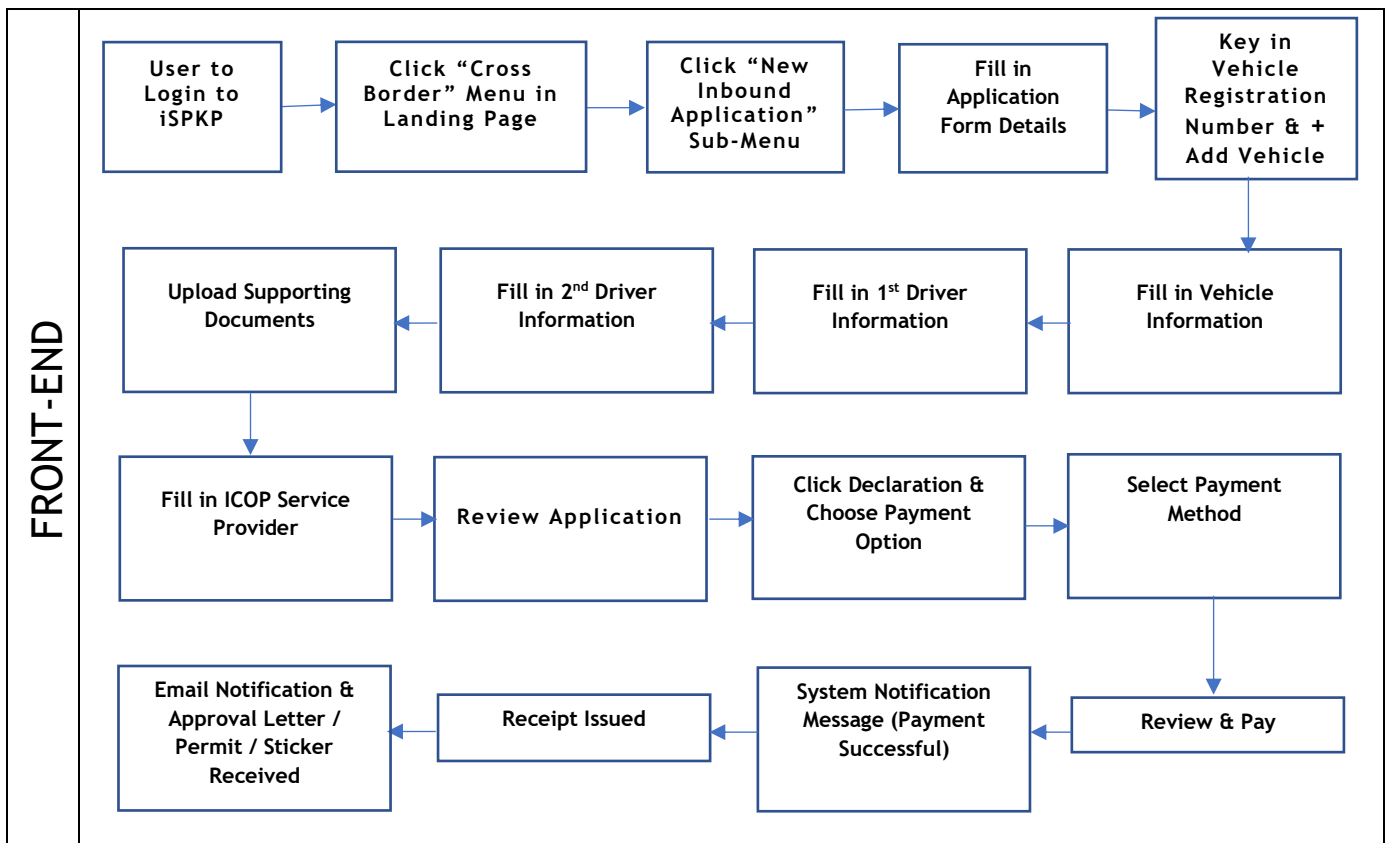 FRONT-END
User to
Login to
iSPKP
Click “Cross
Border” Menu in
Landing Page
Click “New
Inbound
Application”
Sub-Menu
Fill in
Application
Form Details
Key in
Vehicle
Registration
Number & +
Add Vehicle
Fill in Vehicle
Information
Fill in 1st Driver
Information
Fill in 2nd Driver
Information
Upload Supporting
Documents
Fill in ICOP Service
Provider
Review Application
Click Declaration &
Choose Payment
Option
Select Payment
Method
Review & Pay
System Notification
Message (Payment
Successful)
Receipt Issued
Email Notification &
Approval Letter /
Permit / Sticker
Received